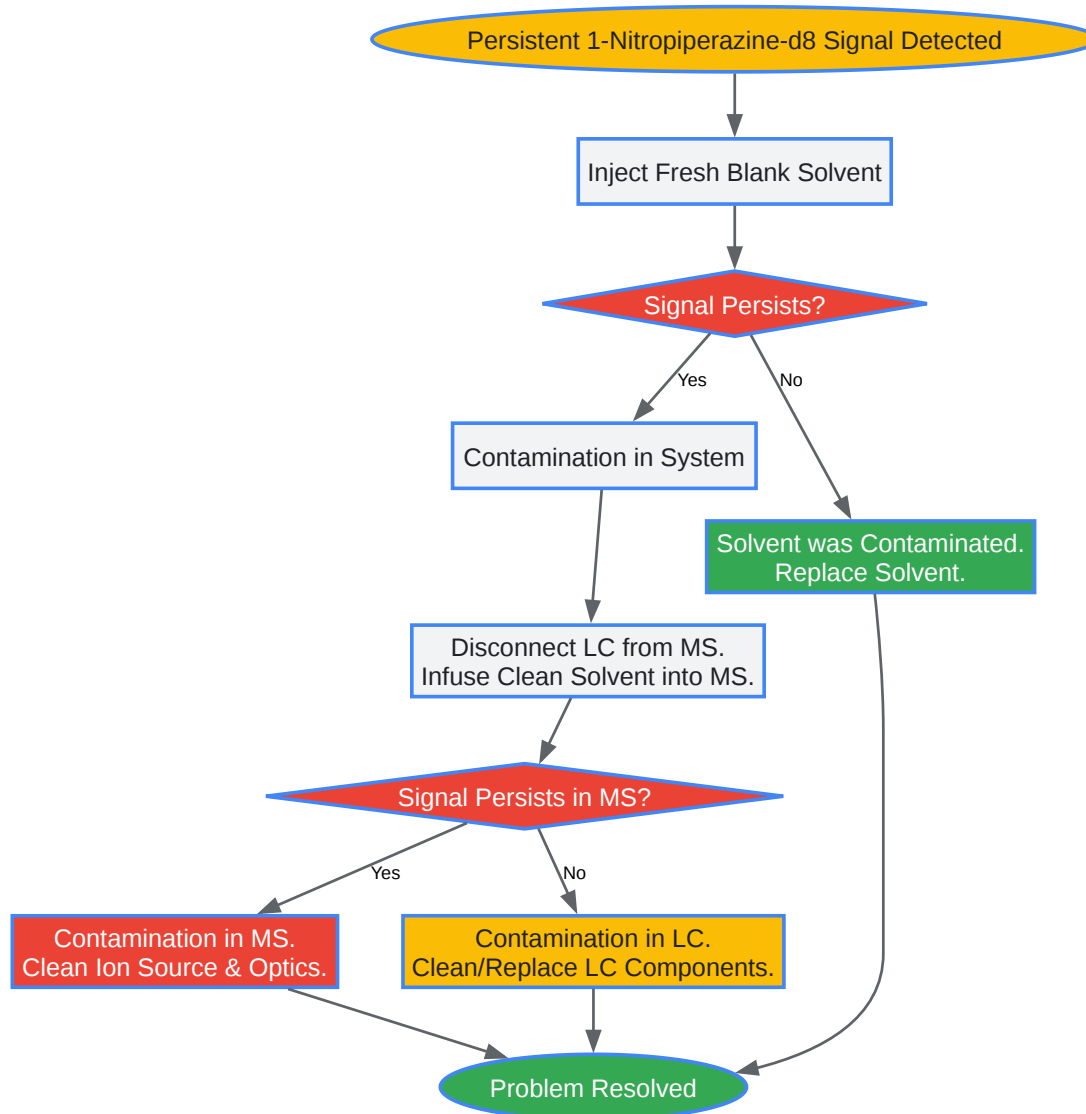 Persistent 1-Nitropiperazine-d8 Signal Detected
Inject Fresh Blank Solvent
Signal Persists?
Yes
No
Contamination in System
Solvent was Contaminated.
Replace Solvent.
Disconnect LC from MS.
Infuse Clean Solvent into MS.
Signal Persists in MS?
Yes
No
Contamination in MS.
Clean Ion Source & Optics.
Contamination in LC.
Clean/Replace LC Components.
Problem Resolved